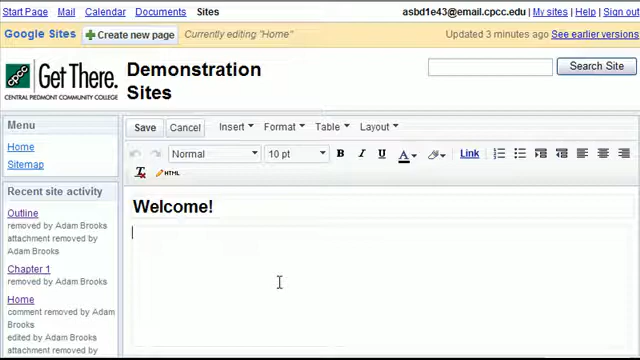 Start Page Mail Calendar Documents Sites asbd1e43@email.cpcc.edu | My sites | Help | Sign out
Google Sites Create new page Currently editing "Home" Updated 3 minutes ago See earlier versions
cpcc Get There.
CENTRAL PIEDMONT COMMUNITY COLLEGE
Demonstration
Sites
Search Site
Menu
Home
Sitemap
Recent site activity
Outline
removed by Adam Brooks
attachment removed by
Adam Brooks
Chapter 1
removed by Adam Brooks
Home
comment removed by Adam
Brooks
edited by Adam Brooks
attachment removed by
Save Cancel Insert Format Table Layout
Normal 10 pt B I U A Link
T HTML
Welcome!